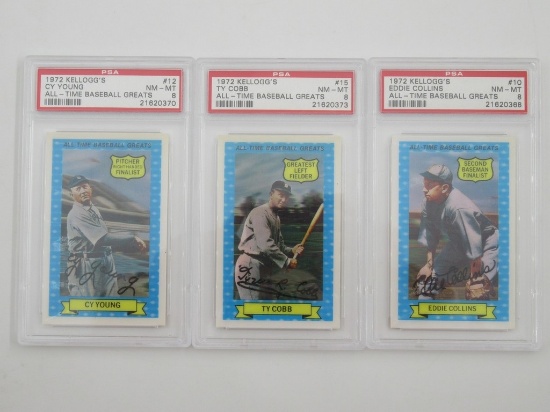 PSA
1972 KELLOGG'S #12
CY YOUNG NM - MT
ALL - TIME BASEBALL GREATS 8
21620370
ALL-TIME BASEBALL GREATS
PITCHER
RIGHT-HANDED
FINALIST
CY YOUNG
PSA
1972 KELLOGG'S #15
TY COBB NM - MT
ALL - TIME BASEBALL GREATS 8
21620373
ALL-TIME BASEBALL GREATS
GREATEST
LEFT
FIELDER
TY COBB
PSA
1972 KELLOGG'S #10
EDDIE COLLINS NM - MT
ALL - TIME BASEBALL GREATS 8
21620368
ALL-TIME BASEBALL GREATS
SECOND
BASEMAN
FINALIST
EDDIE COLLINS